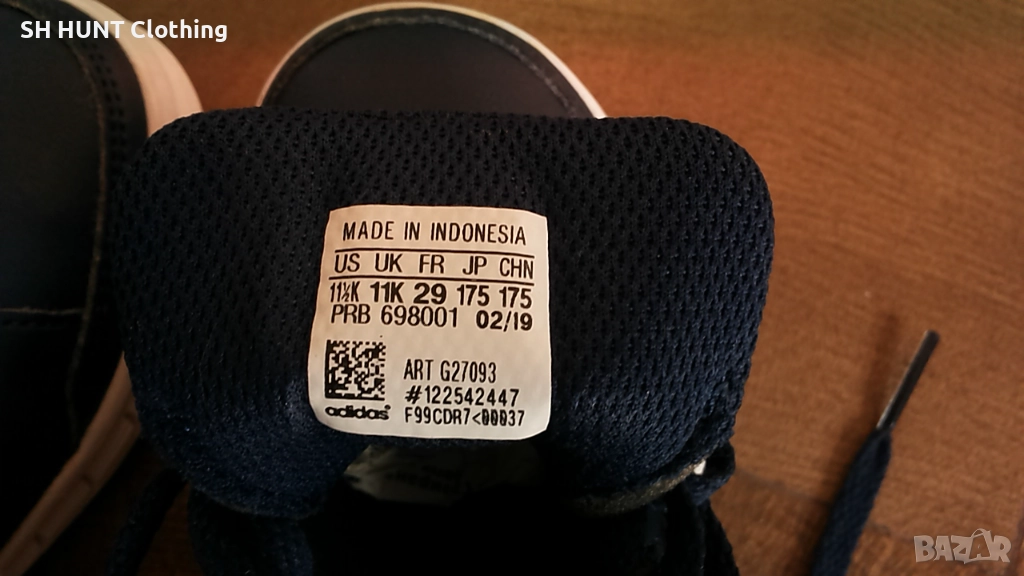 SH HUNT Clothing
MADE IN INDONESIA
US UK FR JP CHN
11½K 11K 29 175 175
PRB 698001 02/19
ART G27093
#122542447
adidas F99CDR7<00037
BAZAR